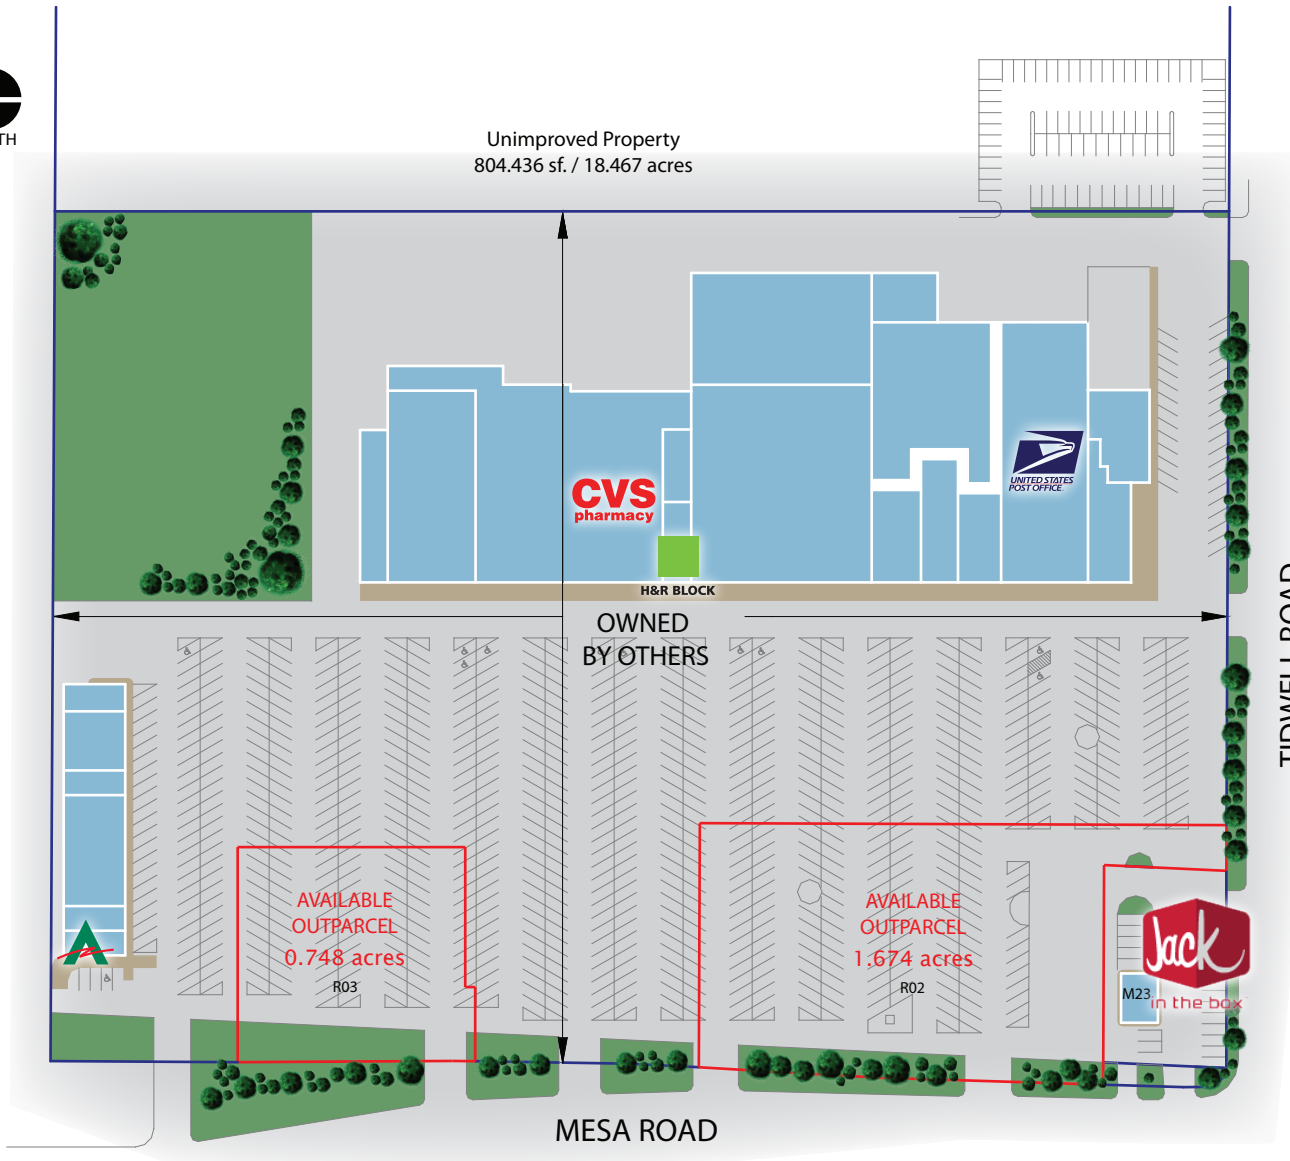 TH
Unimproved Property
804.436 sf. / 18.467 acres
UNITED STATES
POST OFFICE
CVS
pharmacy
H&R BLOCK
OWNED
BY OTHERS
TIDWELL ROAD
AVAILABLE
OUTPARCEL
0.748 acres
R03
AVAILABLE
OUTPARCEL
1.674 acres
R02
Jack
in the box
M23
MESA ROAD